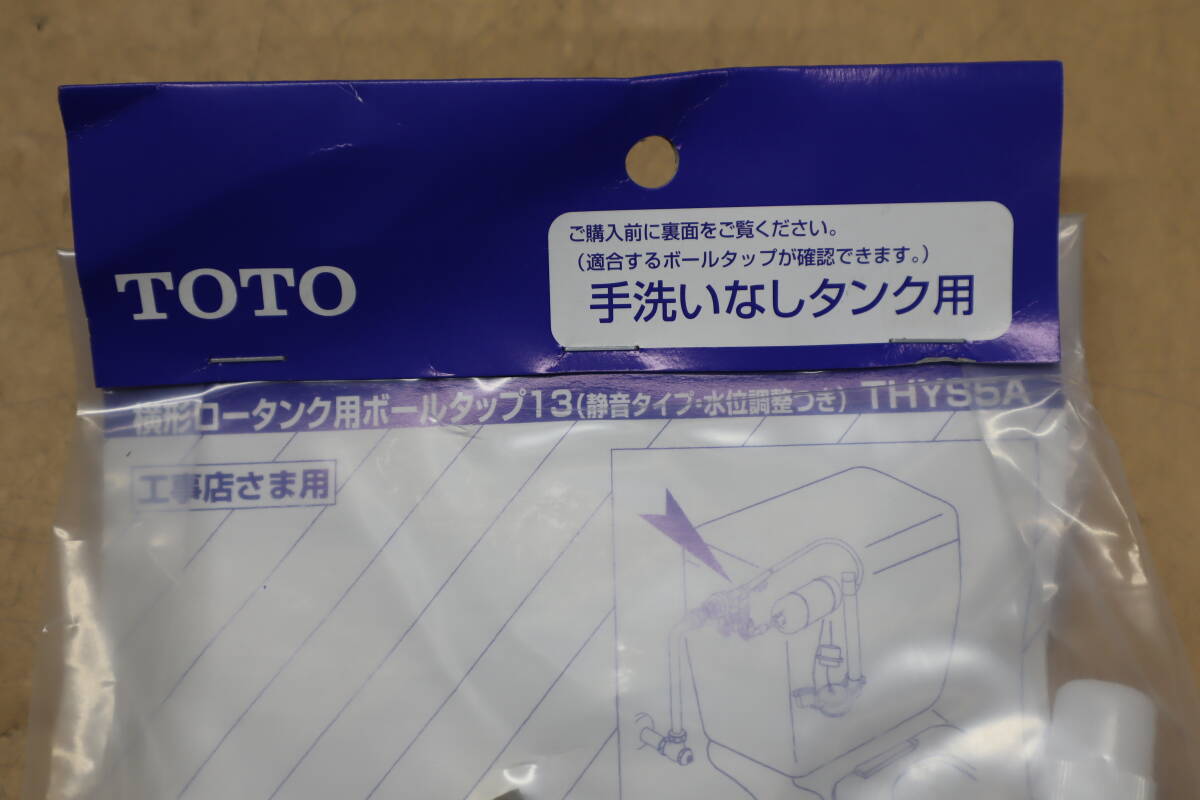 TOTO
ご購入前に裏面をご覧ください。
（適合するボールタップが確認できます。）
手洗いなしタンク用
横形ロータンク用ボールタップ13（静音タイプ：水位調整つき）THYS5A
工事店さま用